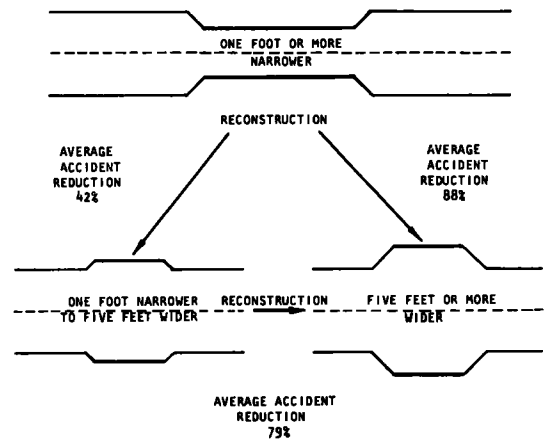 ONE FOOT OR MORE
NARROWER
RECONSTRUCTION
AVERAGE
ACCIDENT
REDUCTION
42%
AVERAGE
ACCIDENT
REDUCTION
88%
ONE FOOT NARROWER
TO FIVE FEET WIDER
RECONSTRUCTION
FIVE FEET OR MORE
WIDER
AVERAGE ACCIDENT
REDUCTION
79%